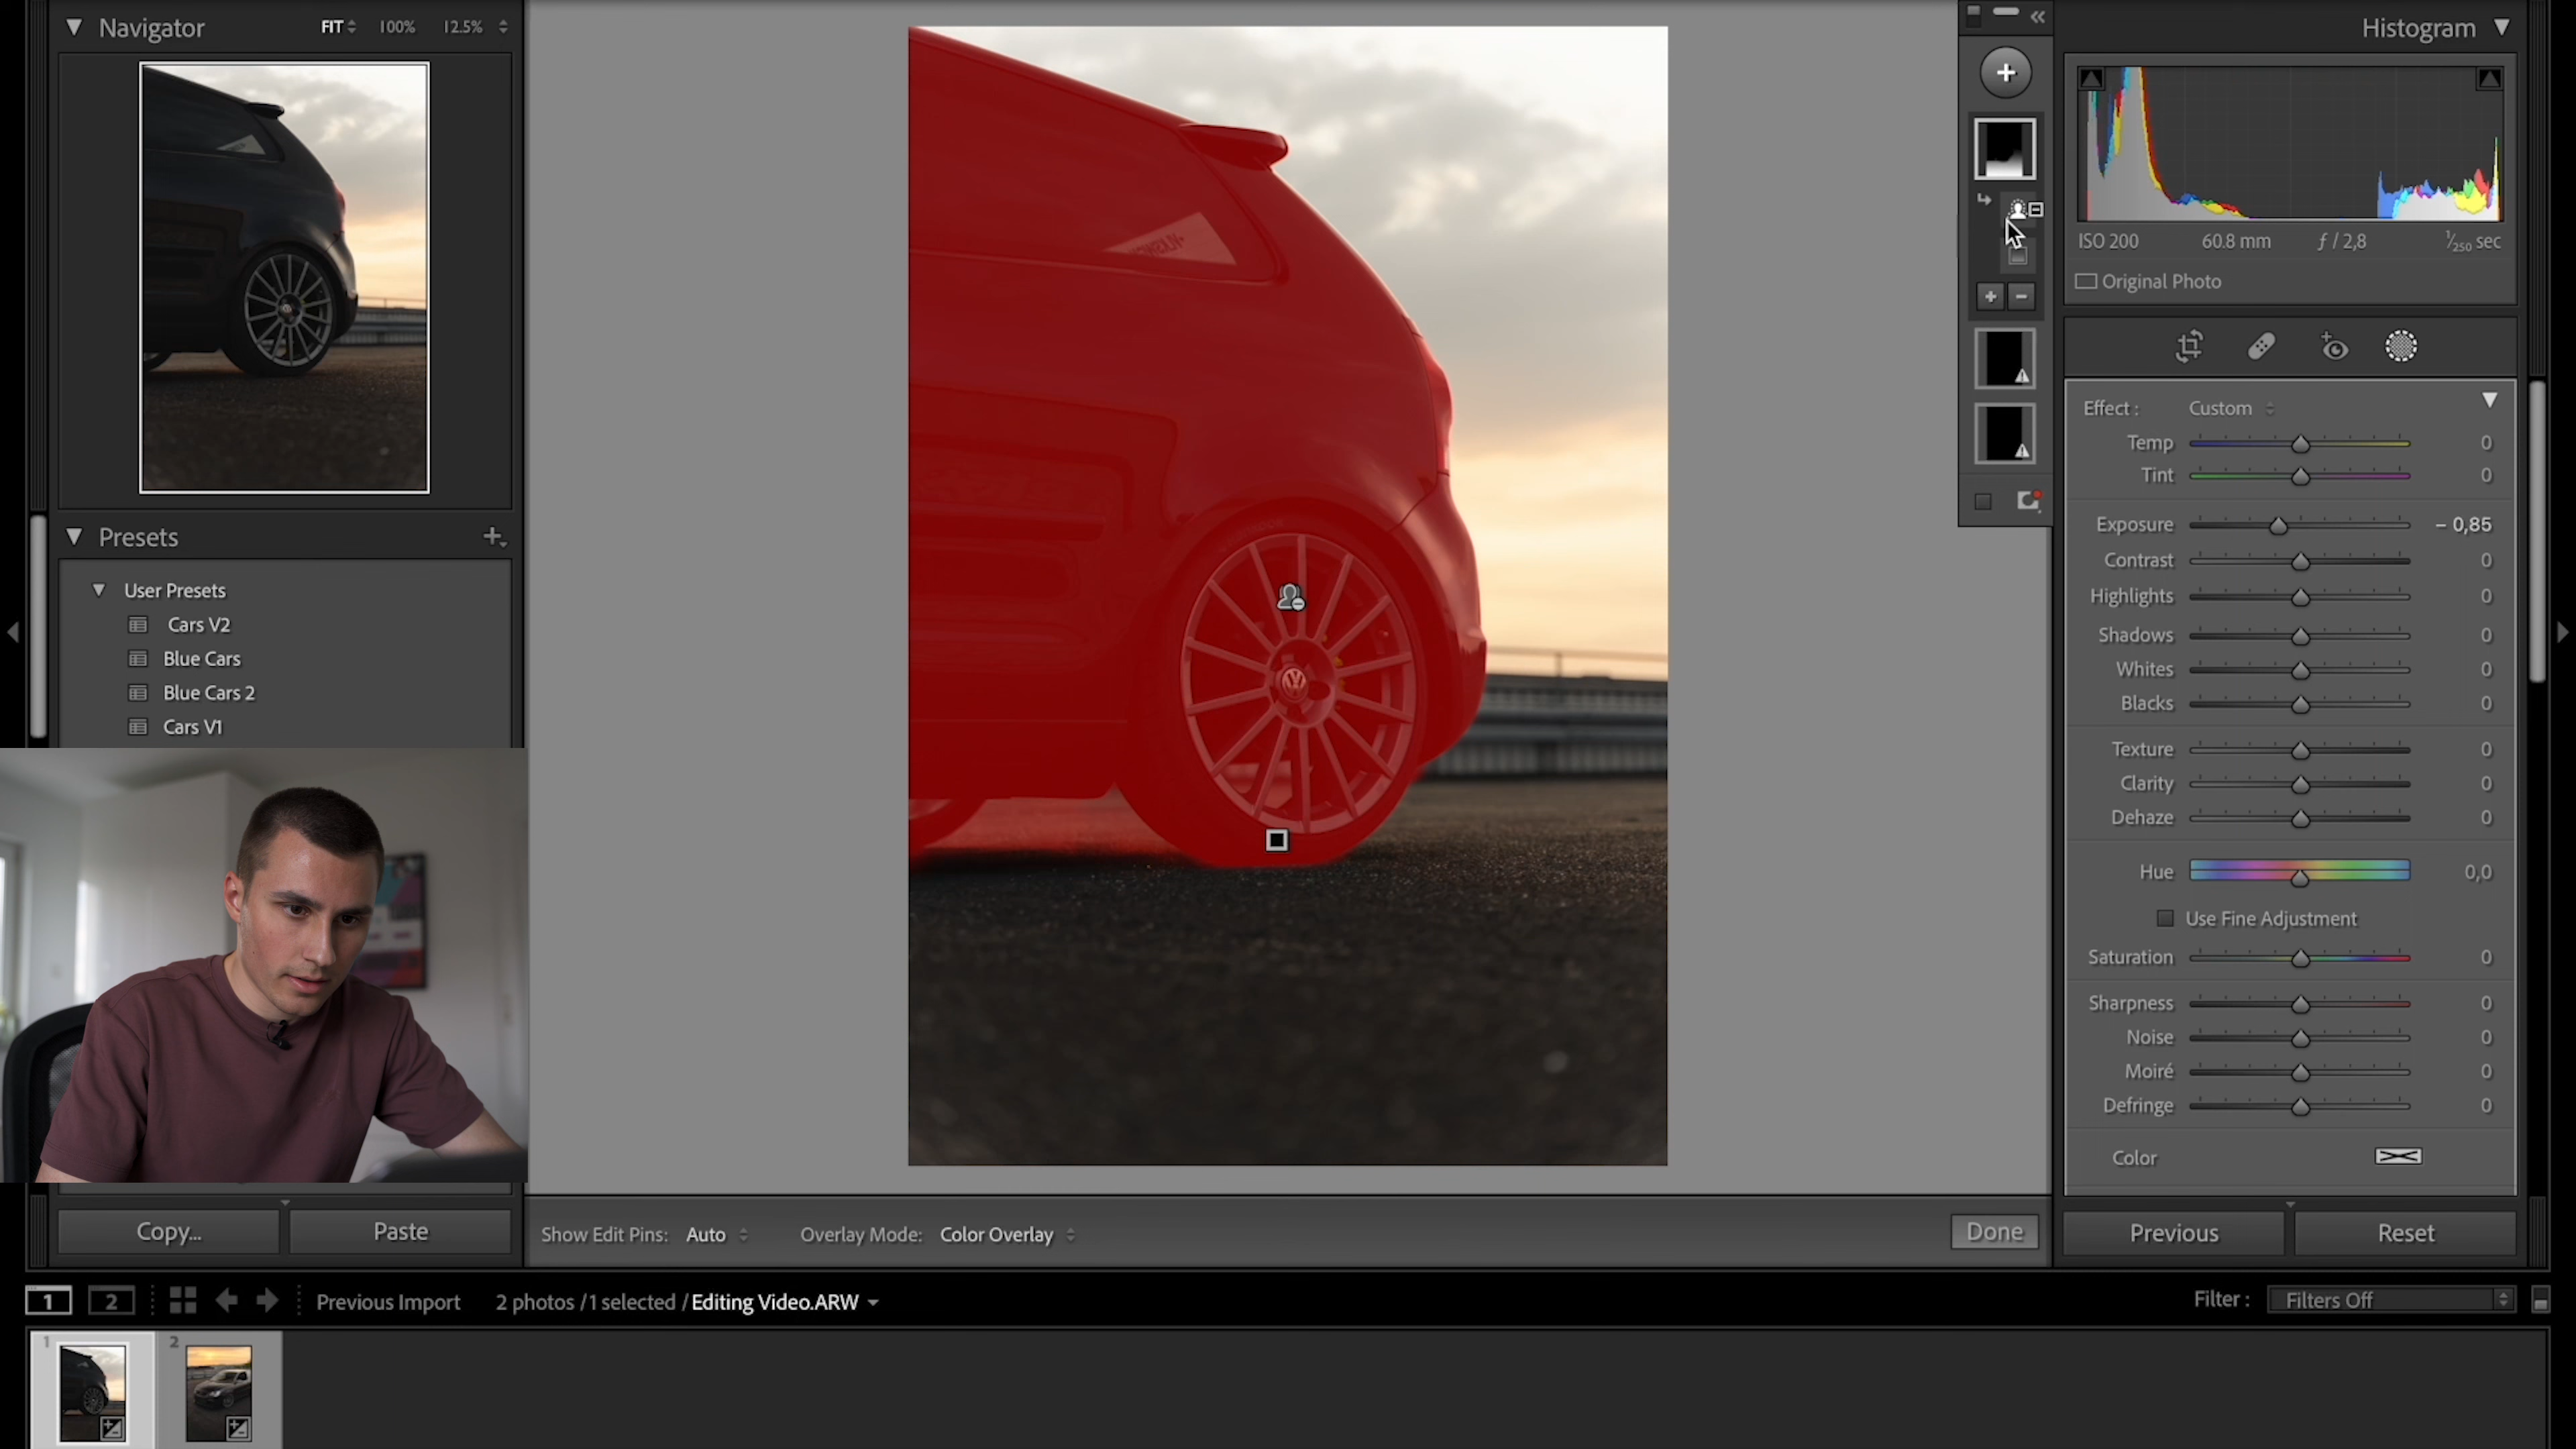 Navigator
FIT 100% 12.5%
Presets
User Presets
Cars V2
Blue Cars
Blue Cars 2
Cars V1
Copy... Paste
Show Edit Pins: Auto Overlay Mode: Color Overlay Done
Histogram
ISO 200 60.8 mm ƒ / 2,8 1/250 sec
Original Photo
Effect : Custom
Temp 0
Tint 0
Exposure – 0,85
Contrast 0
Highlights 0
Shadows 0
Whites 0
Blacks 0
Texture 0
Clarity 0
Dehaze 0
Hue 0,0
Use Fine Adjustment
Saturation 0
Sharpness 0
Noise 0
Moiré 0
Defringe 0
Color
Previous Reset
1 2 Previous Import 2 photos / 1 selected / Editing Video.ARW Filter : Filters Off
1 2